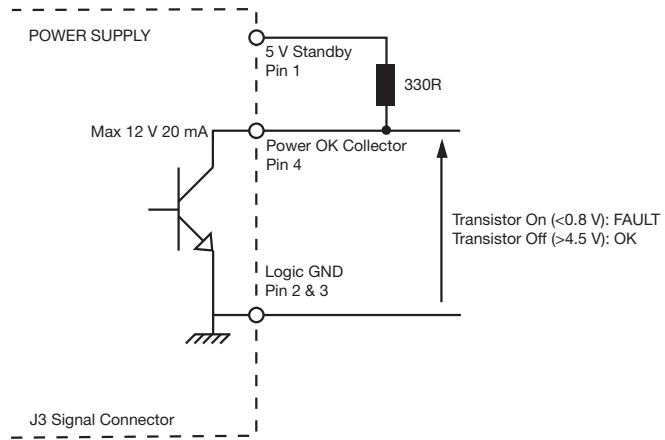 POWER SUPPLY
5 V Standby
Pin 1
330R
Max 12 V 20 mA
Power OK Collector
Pin 4
Transistor On (<0.8 V): FAULT
Transistor Off (>4.5 V): OK
Logic GND
Pin 2 & 3
J3 Signal Connector